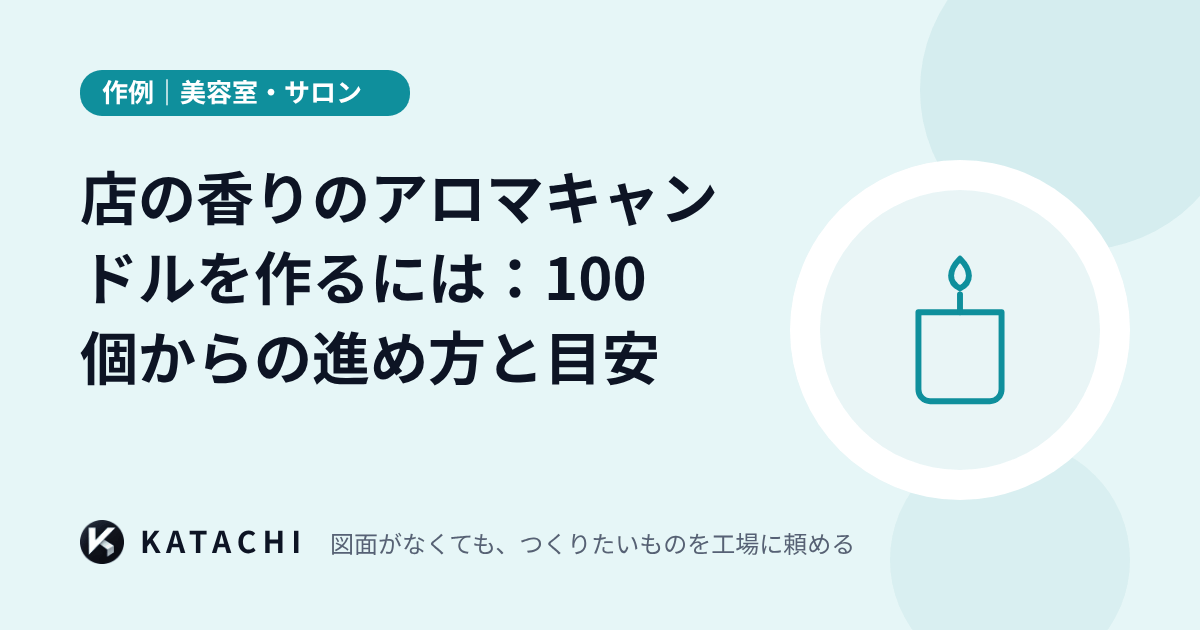 作例｜美容室・サロン
店の香りのアロマキャン
ドルを作るには：100
個からの進め方と目安
KATACHI 図面がなくても、つくりたいものを工場に頼める